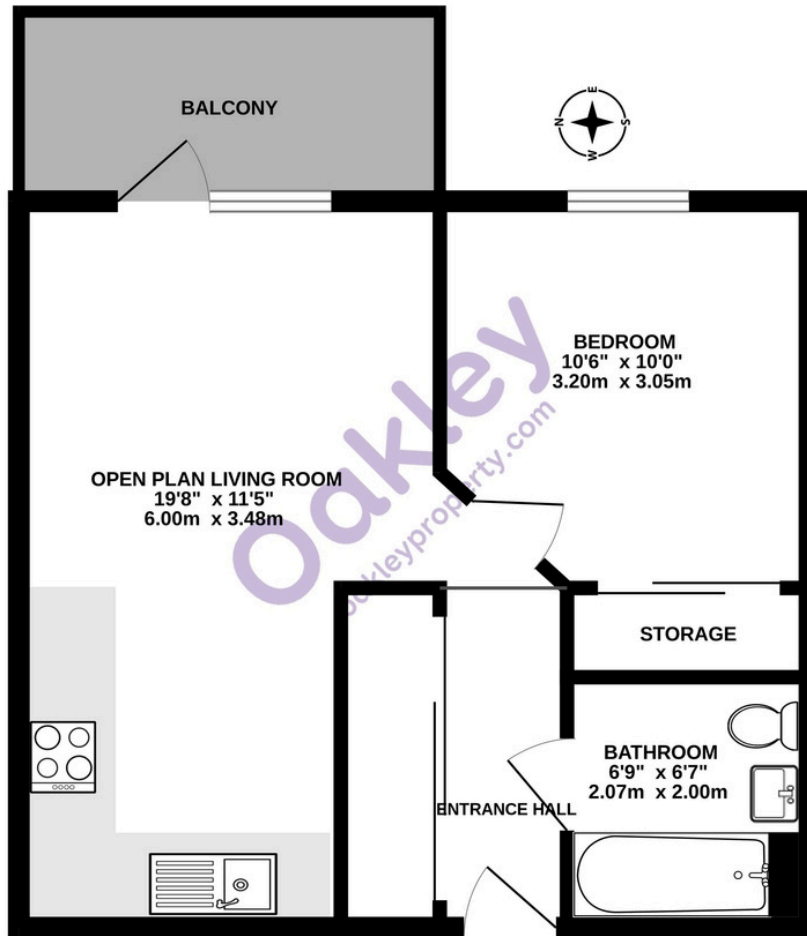 BALCONY
E
N
S
W
BEDROOM
10'6" x 10'0"
3.20m x 3.05m
OPEN PLAN LIVING ROOM
19'8" x 11'5"
6.00m x 3.48m
Oakley
oakleyproperty.com
STORAGE
BATHROOM
6'9" x 6'7"
2.07m x 2.00m
ENTRANCE HALL